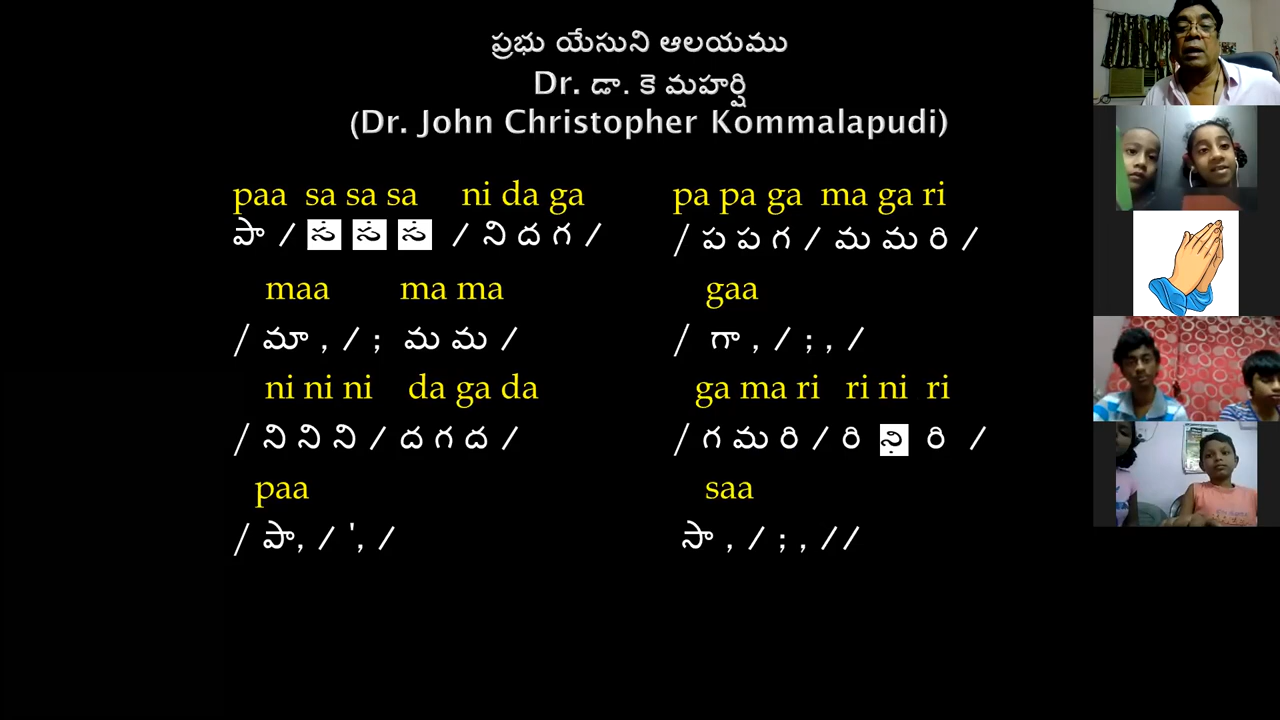 ప్రభు యేసుని ఆలయము
Dr. డా. కె మహర్షి
(Dr. John Christopher Kommalapudi)
paa sa sa sa ni da ga
పా / స స స / ని ద గ /
maa ma ma
/ మా , / ; మ మ /
ni ni ni da ga da
/ ని ని ని / ద గ ద /
paa
/ పా, / ', /
pa pa ga ma ga ri
/ ప ప గ / మ మ రి /
gaa
/ గా , / ; , /
ga ma ri ri ni ri
/ గ మ రి / రి ని రి /
saa
సా , / ; , / /